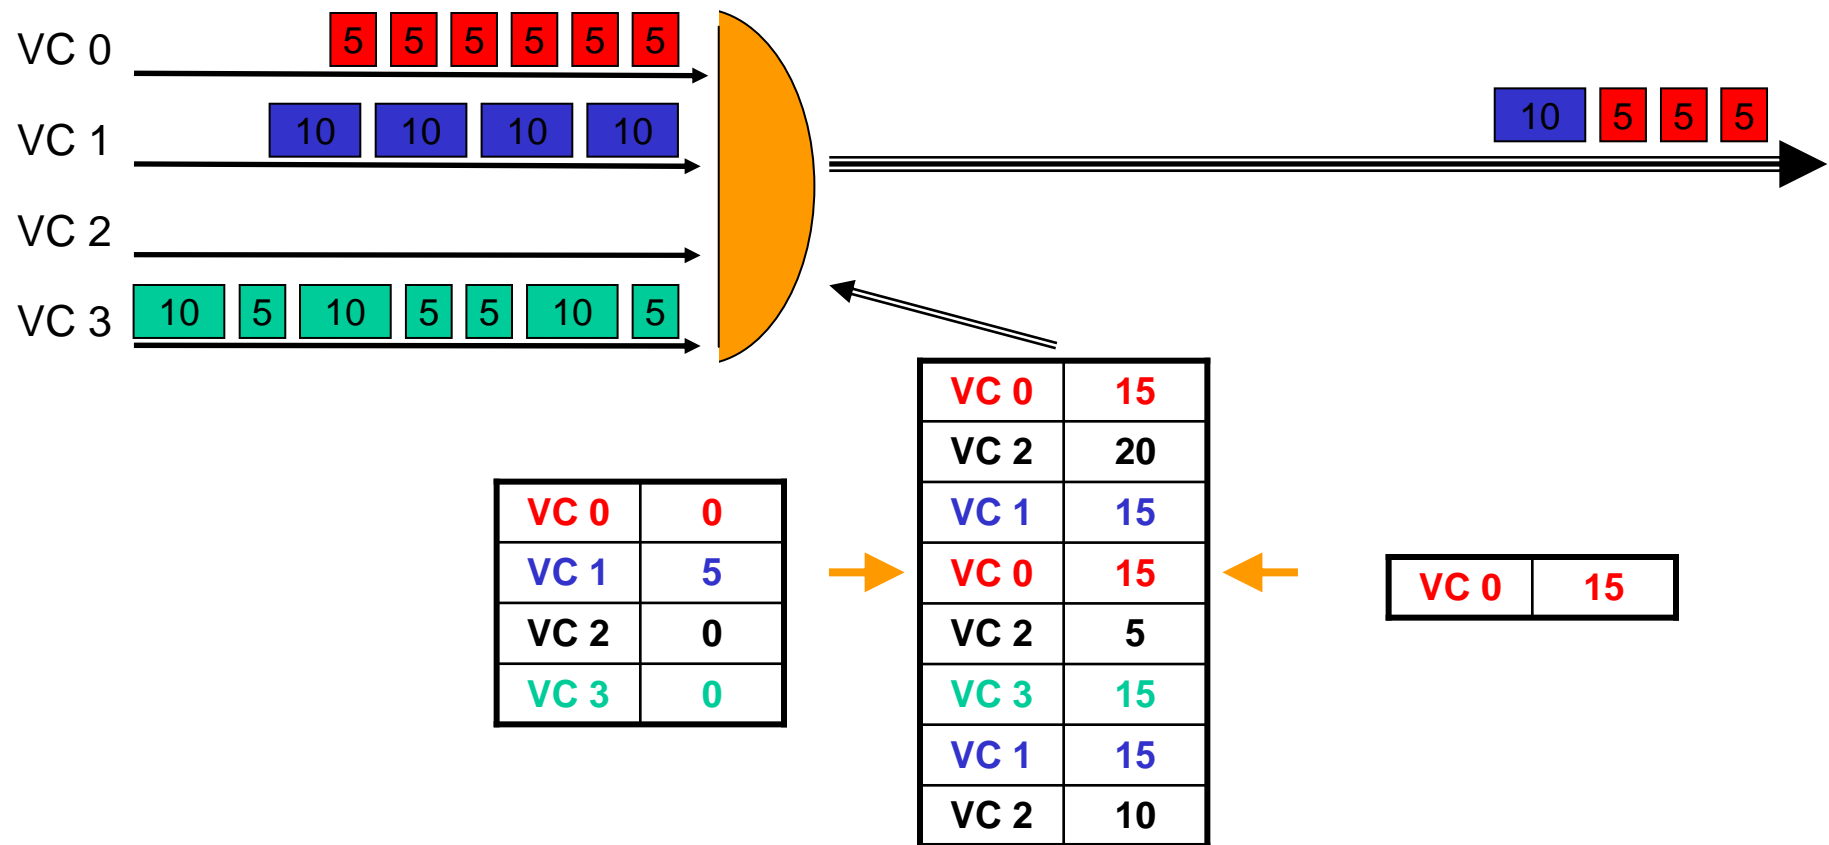 VC 0 5 5 5 5 5 5
VC 1 10 10 10 10
10 5 5 5
VC 2
VC 3 10 5 10 5 5 10 5
VC 0 15
VC 2 20
VC 1 15
VC 0 15
VC 2 5
VC 3 15
VC 1 15
VC 2 10
VC 0 0
VC 1 5
VC 2 0
VC 3 0
VC 0 15